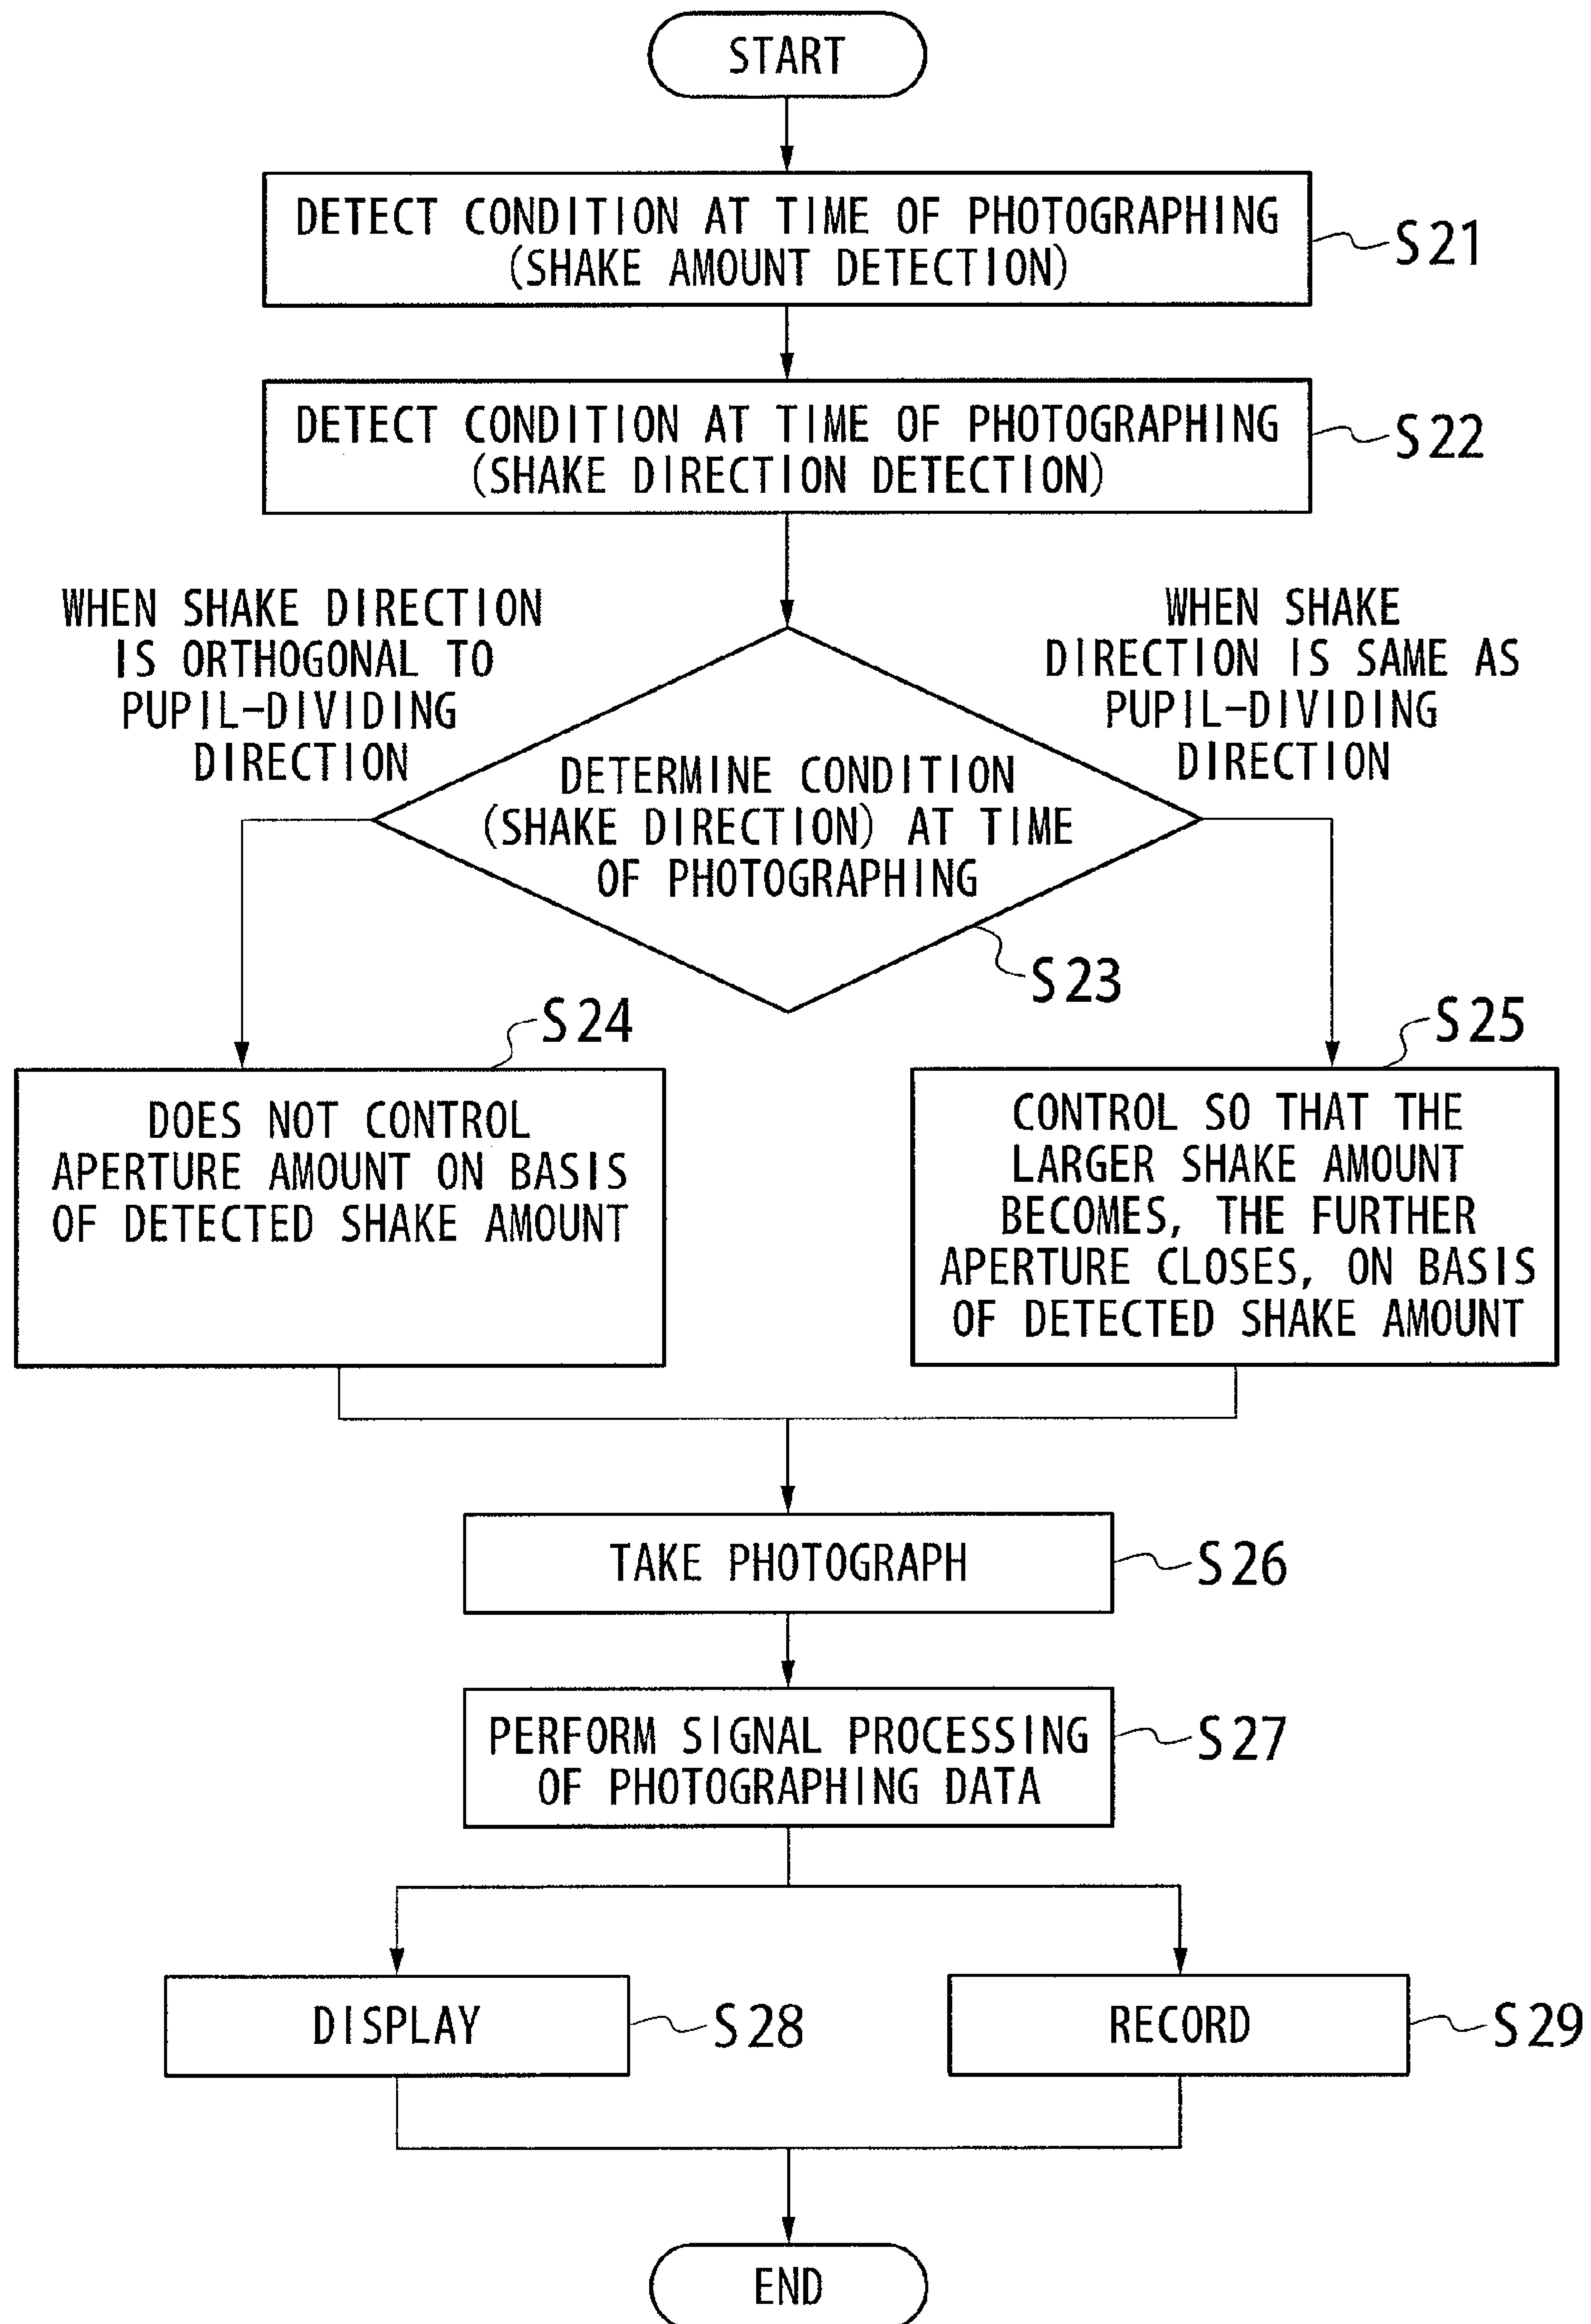 START
DETECT CONDITION AT TIME OF PHOTOGRAPHING
(SHAKE AMOUNT DETECTION)
S21
DETECT CONDITION AT TIME OF PHOTOGRAPHING
(SHAKE DIRECTION DETECTION)
S22
WHEN SHAKE DIRECTION
IS ORTHOGONAL TO
PUPIL-DIVIDING
DIRECTION
WHEN SHAKE
DIRECTION IS SAME AS
PUPIL-DIVIDING
DIRECTION
DETERMINE CONDITION
(SHAKE DIRECTION) AT TIME
OF PHOTOGRAPHING
S23
S24
DOES NOT CONTROL
APERTURE AMOUNT ON BASIS
OF DETECTED SHAKE AMOUNT
S25
CONTROL SO THAT THE
LARGER SHAKE AMOUNT
BECOMES, THE FURTHER
APERTURE CLOSES, ON BASIS
OF DETECTED SHAKE AMOUNT
TAKE PHOTOGRAPH
S26
PERFORM SIGNAL PROCESSING
OF PHOTOGRAPHING DATA
S27
DISPLAY
S28
RECORD
S29
END